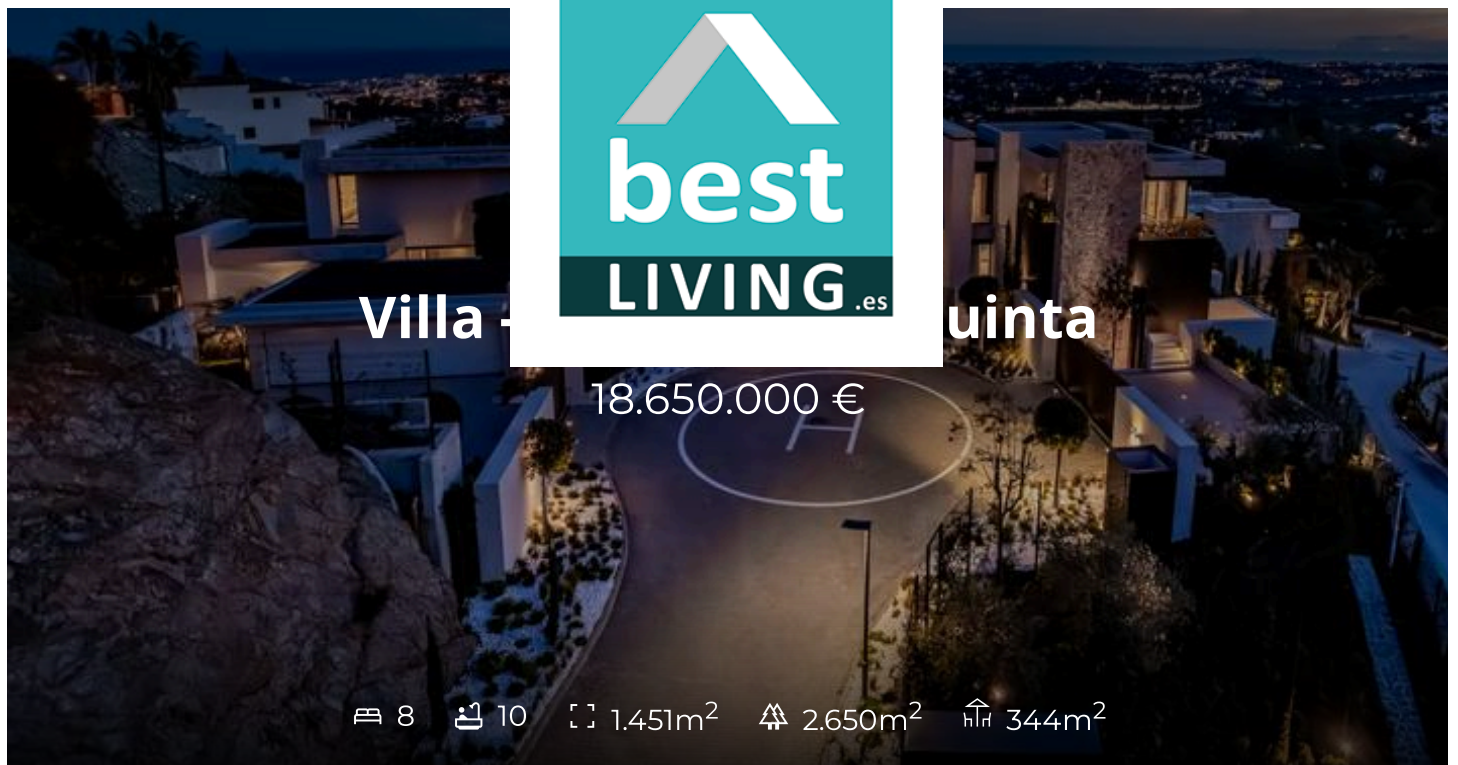 best
LIVING.es
Villa - uinta
18.650.000 €
8 10 1.451m² 2.650m² 344m²